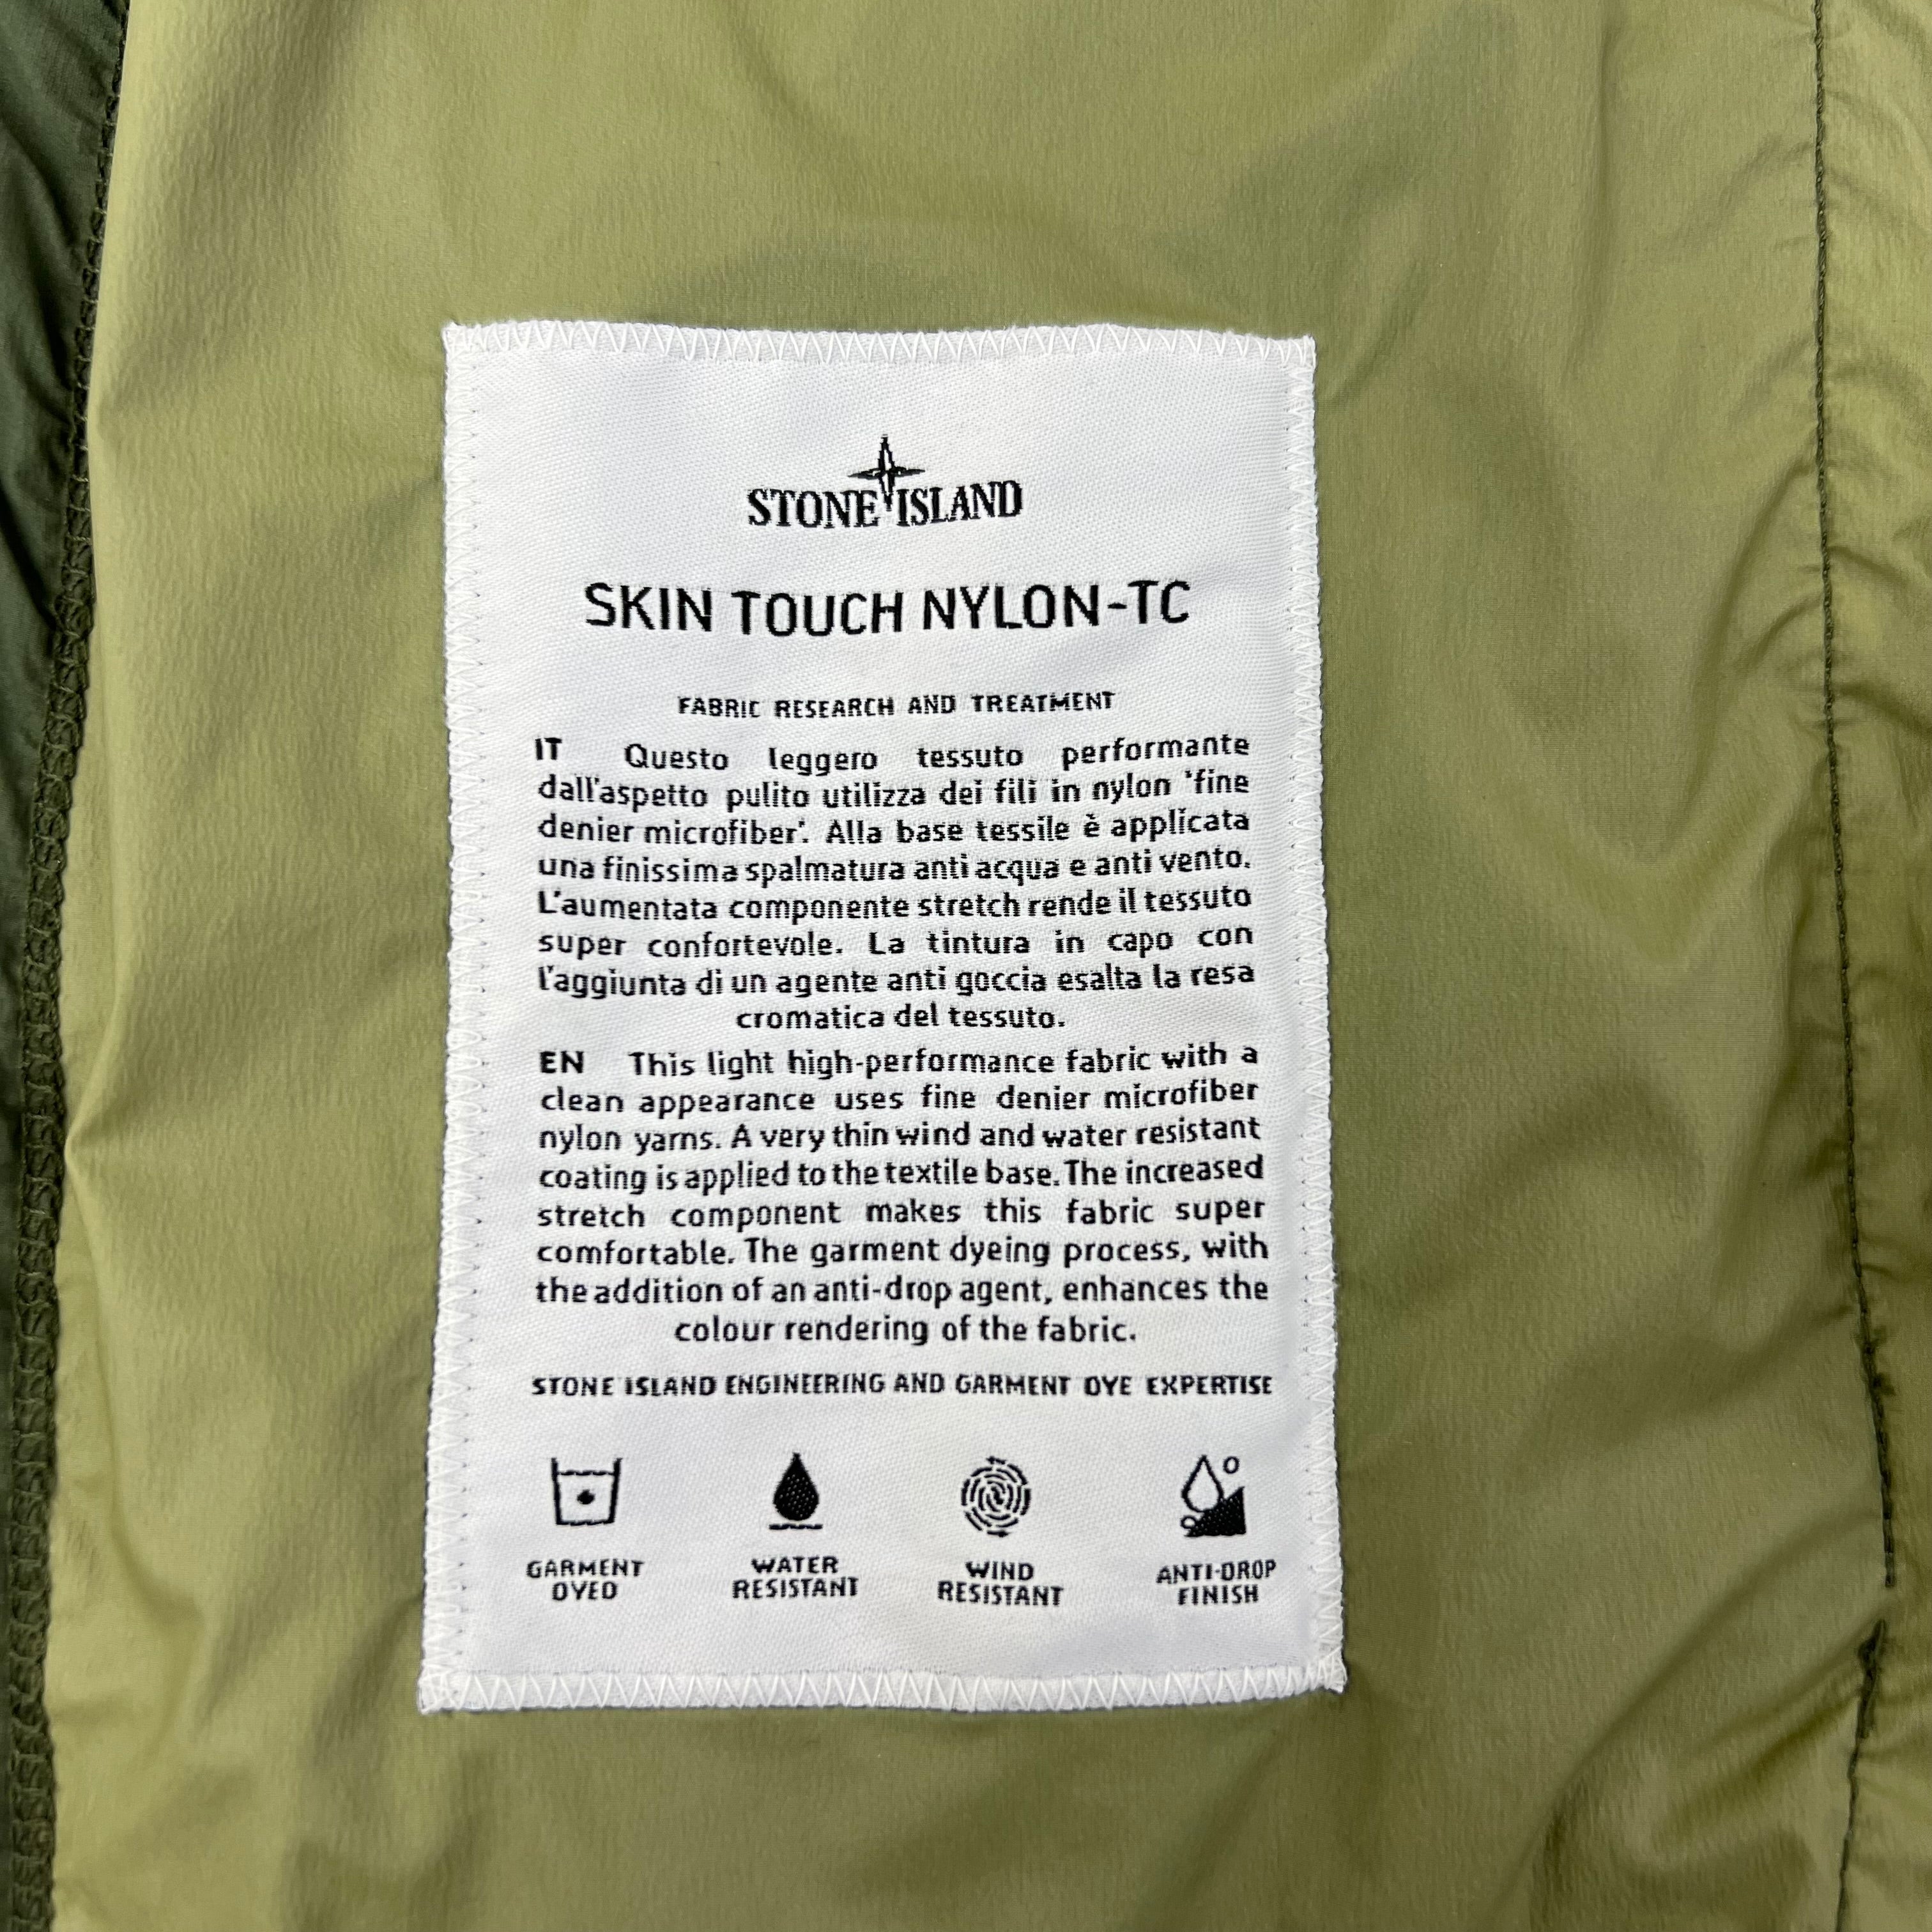 STONE ISLAND
SKIN TOUCH NYLON-TC
FABRIC RESEARCH AND TREATMENT
IT Questo leggero tessuto performante
dall'aspetto pulito utilizza dei fili in nylon 'fine
denier microfiber'. Alla base tessile è applicata
una finissima spalmatura anti acqua e anti vento.
L'aumentata componente stretch rende il tessuto
super confortevole. La tintura in capo con
l'aggiunta di un agente anti goccia esalta la resa
cromatica del tessuto.
EN This light high-performance fabric with a
clean appearance uses fine denier microfiber
nylon yarns. A very thin wind and water resistant
coating is applied to the textile base. The increased
stretch component makes this fabric super
comfortable. The garment dyeing process, with
the addition of an anti-drop agent, enhances the
colour rendering of the fabric.
STONE ISLAND ENGINEERING AND GARMENT DYE EXPERTISE
GARMENT
DYED
WATER
RESISTANT
WIND
RESISTANT
ANTI-DROP
FINISH